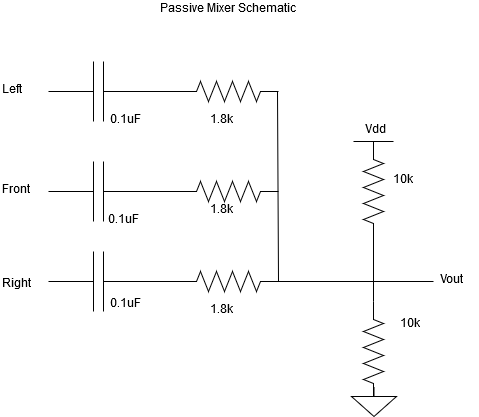 Passive Mixer Schematic
Left
0.1uF
1.8k
Vdd
10k
Front
0.1uF
1.8k
Right
0.1uF
1.8k
Vout
10k